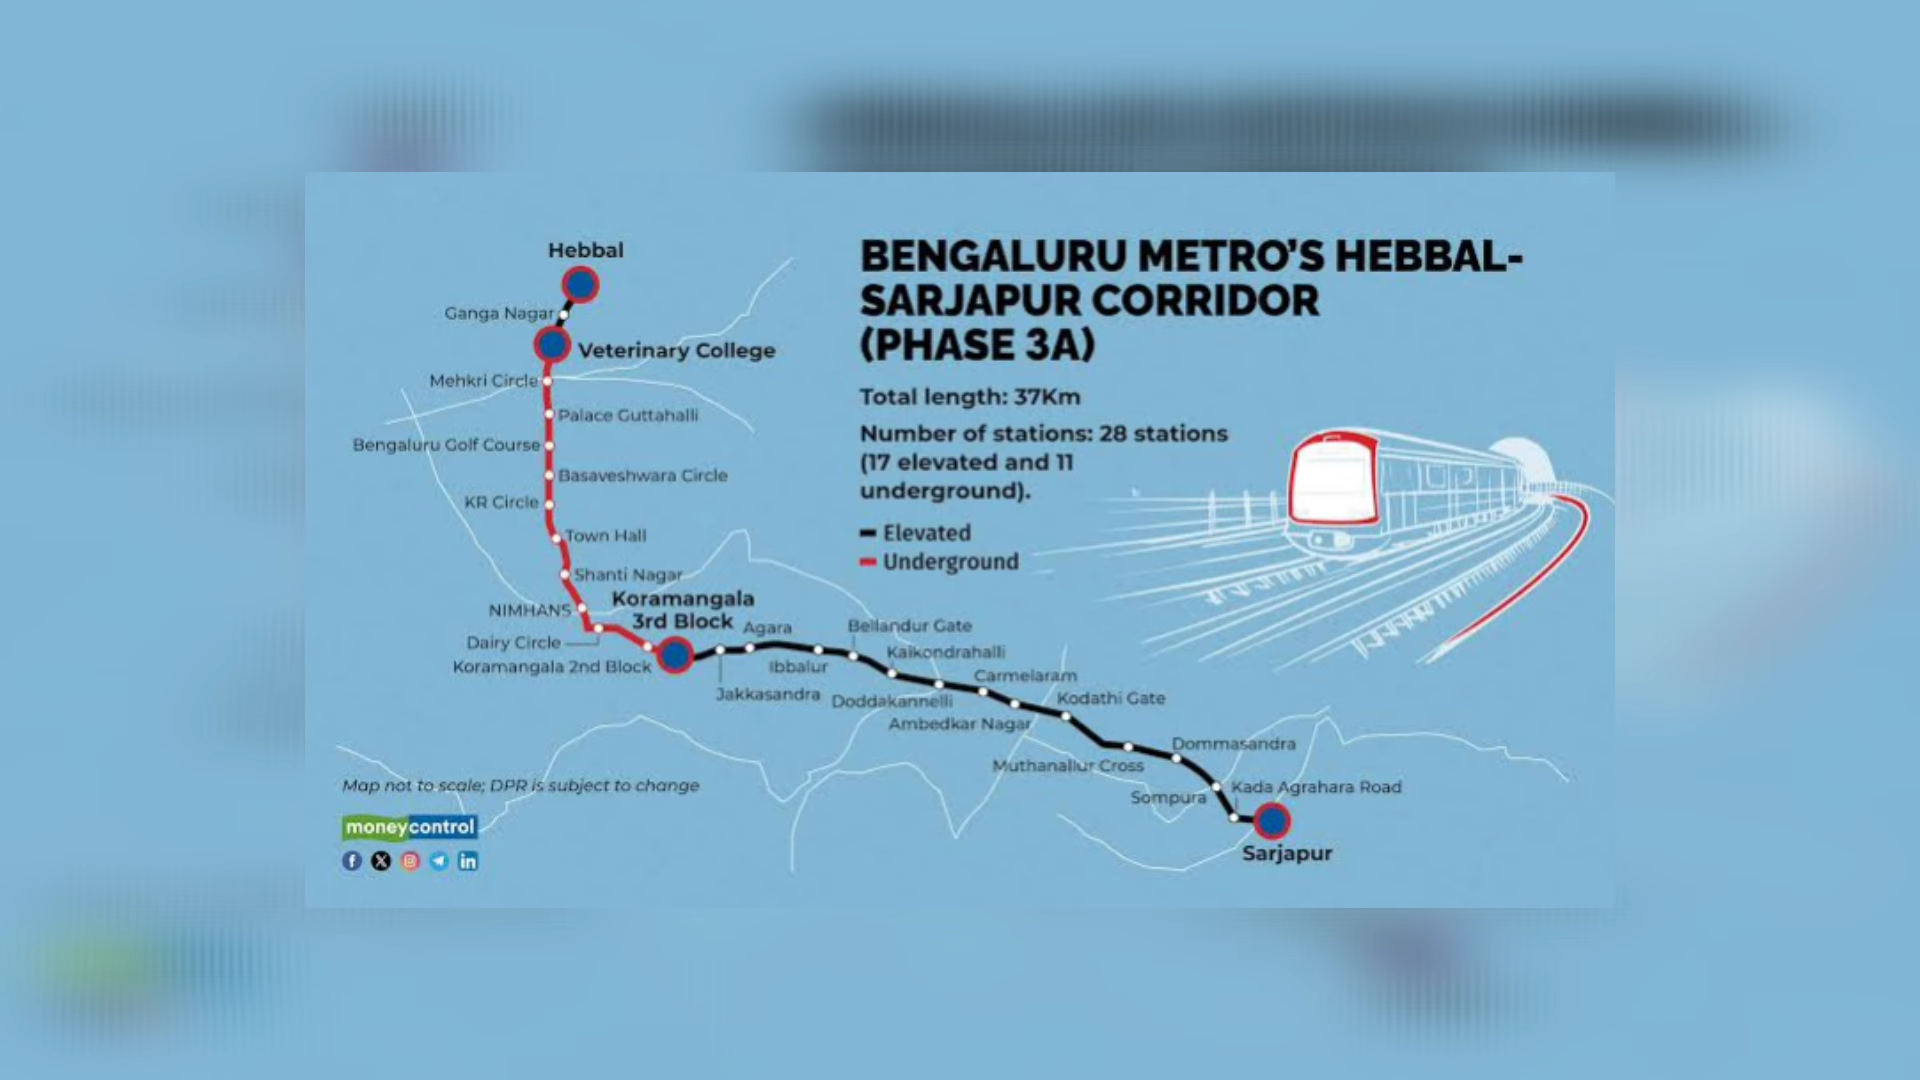 Hebbal
Ganga Nagar
Veterinary College
Mehkri Circle
Palace Guttahalli
Bengaluru Golf Course
Basaveshwara Circle
KR Circle
Town Hall
Shanti Nagar
NIMHANS
Koramangala
3rd Block
Dairy Circle
Koramangala 2nd Block
BENGALURU METRO'S HEBBAL-
SARJAPUR CORRIDOR
(PHASE 3A)
Total length: 37Km
Number of stations: 28 stations
(17 elevated and 11
underground).
Elevated
Underground
Agara
Jakkasandra
Ibbalur
Bellandur Gate
Kaikondrahalli
Doddakannelli
Carmelaram
Ambedkar Nagar
Kodathi Gate
Muthanallur Cross
Dommasandra
Sompura
Kada Agrahara Road
Sarjapur
Map not to scale; DPR is subject to change
moneycontrol